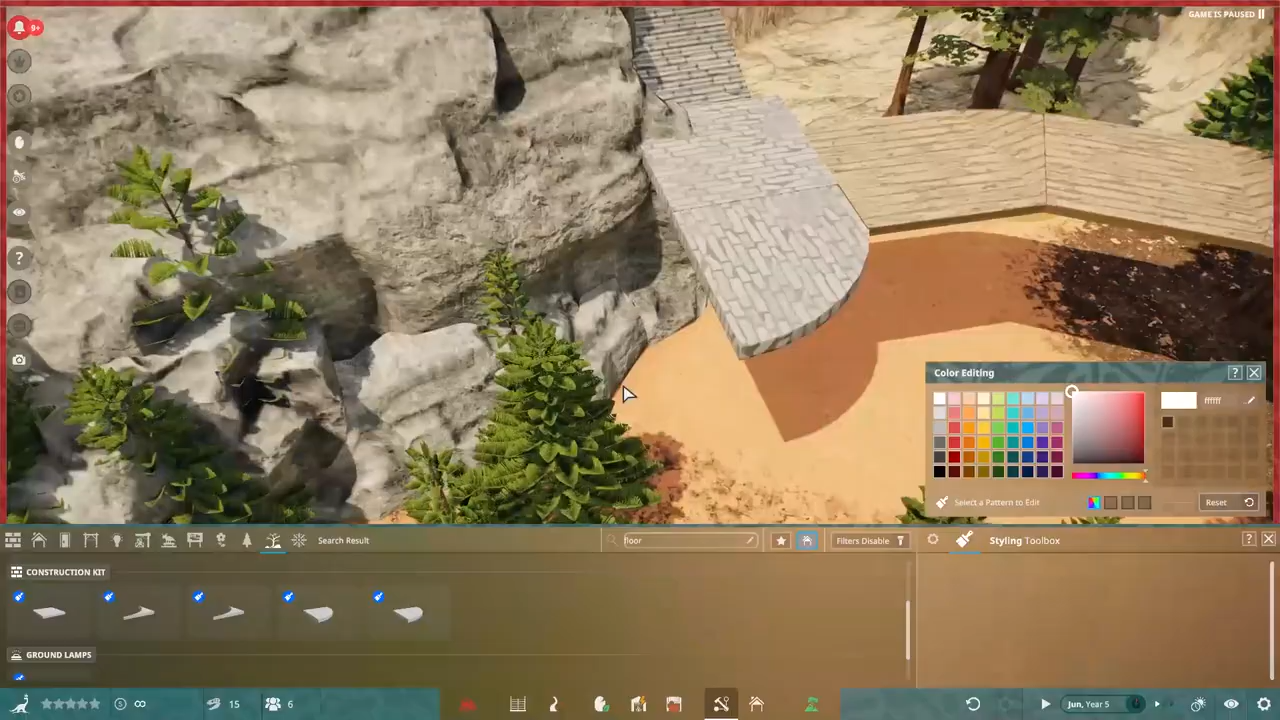 9+
GAME IS PAUSED
?
Color Editing
?
ffffff
Select a Pattern to Edit
Reset
Search Result
floor
Filters Disable
Styling Toolbox
?
CONSTRUCTION KIT
GROUND LAMPS
$
∞
15
6
Jun, Year 5